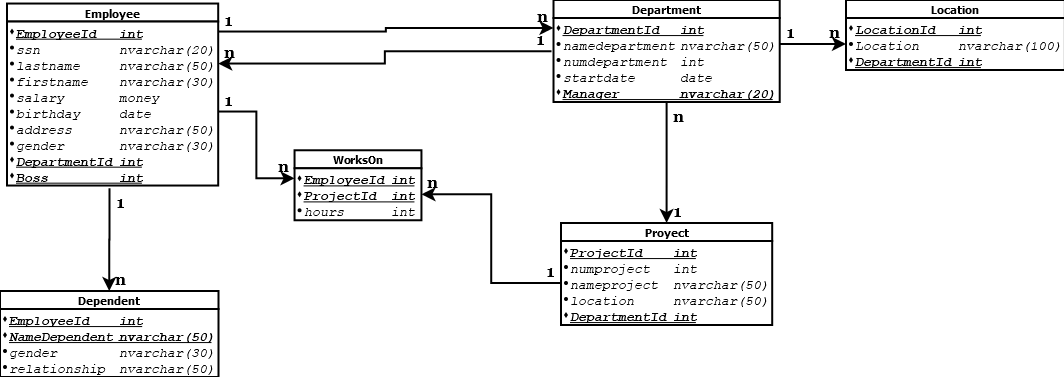 Employee
EmployeeId int
ssn nvarchar(20)
lastname nvarchar(50)
firstname nvarchar(30)
salary money
birthday date
address nvarchar(50)
gender nvarchar(30)
DepartmentId int
Boss int
1
n
1
n
1
n
1
n
Department
DepartmentId int
namedepartment nvarchar(50)
numdepartment int
startdate date
Manager nvarchar(20)
1
n
Location
LocationId int
Location nvarchar(100)
DepartmentId int
WorksOn
EmployeeId int
ProjectId int
hours int
n
1
n
1
Proyect
ProjectId int
numproject int
nameproject nvarchar(50)
location nvarchar(50)
DepartmentId int
Dependent
EmployeeId int
NameDependent nvarchar(50)
gender nvarchar(30)
relationship nvarchar(50)